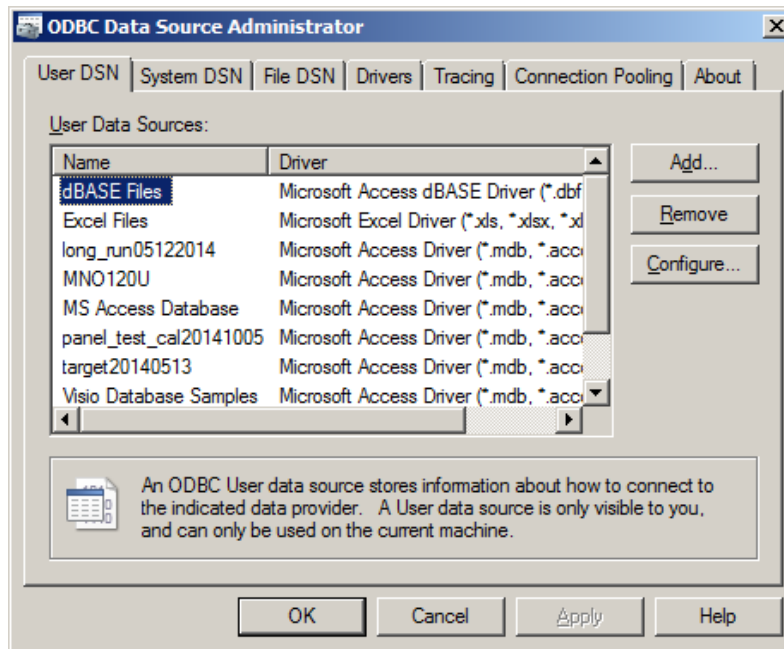 ODBC Data Source Administrator
User DSN System DSN File DSN Drivers Tracing Connection Pooling About
User Data Sources:
Name Driver
dBASE Files Microsoft Access dBASE Driver (*.dbf
Excel Files Microsoft Excel Driver (*.xls, *.xlsx, *.xl
long_run05122014 Microsoft Access Driver (*.mdb, *.acc
MNO120U Microsoft Access Driver (*.mdb, *.acc
MS Access Database Microsoft Access Driver (*.mdb, *.acc
panel_test_cal20141005 Microsoft Access Driver (*.mdb, *.acc
target20140513 Microsoft Access Driver (*.mdb, *.acc
Visio Database Samples Microsoft Access Driver (*.mdb, *.acc
Add...
Remove
Configure...
An ODBC User data source stores information about how to connect to
the indicated data provider. A User data source is only visible to you,
and can only be used on the current machine.
OK Cancel Apply Help